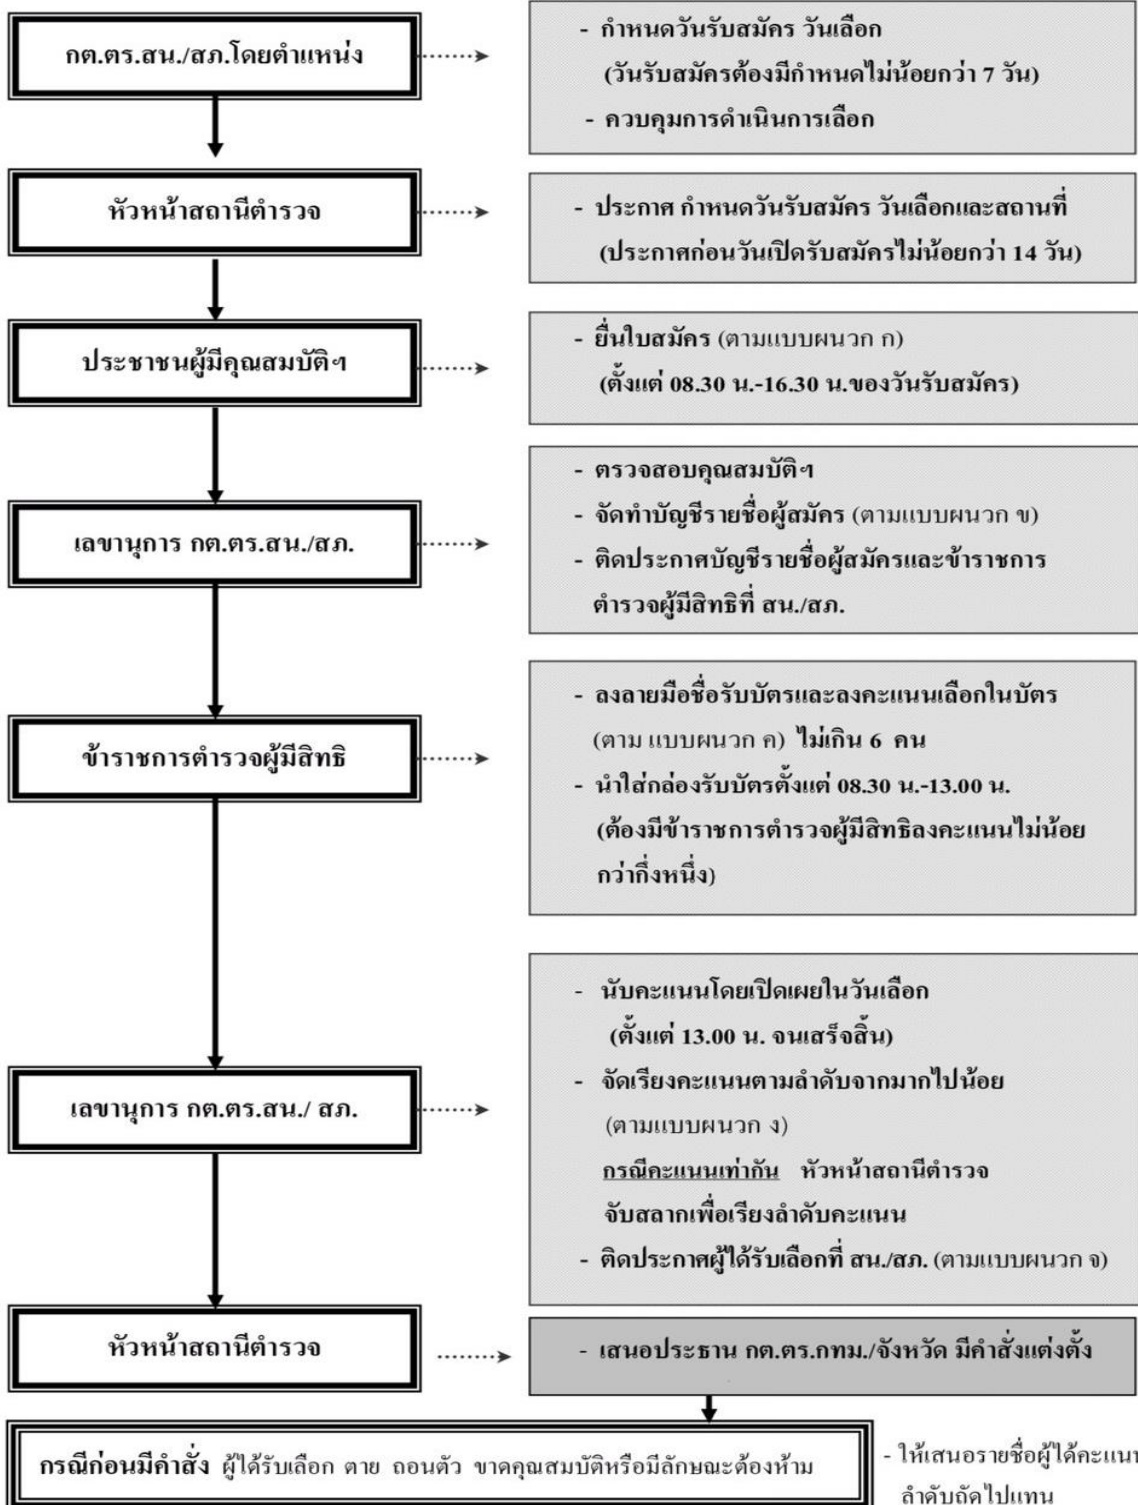 กต.ตร.สน./สภ.โดยตำแหน่ง
- กำหนดวันรับสมัคร วันเลือก
(วันรับสมัครต้องมีกำหนดไม่น้อยกว่า 7 วัน)
- ควบคุมการดำเนินการเลือก
หัวหน้าสถานีตำรวจ
- ประกาศ กำหนดวันรับสมัคร วันเลือกและสถานที่
(ประกาศก่อนวันเปิดรับสมัครไม่น้อยกว่า 14 วัน)
ประชาชนผู้มีคุณสมบัติฯ
- ยื่นใบสมัคร (ตามแบบผนวก ก)
(ตั้งแต่ 08.30 น.-16.30 น.ของวันรับสมัคร)
เลขานุการ กต.ตร.สน./สภ.
- ตรวจสอบคุณสมบัติฯ
- จัดทำบัญชีรายชื่อผู้สมัคร (ตามแบบผนวก ข)
- ติดประกาศบัญชีรายชื่อผู้สมัครและข้าราชการ
ตำรวจผู้มีสิทธิที่ สน./สภ.
ข้าราชการตำรวจผู้มีสิทธิ
- ลงลายมือชื่อรับบัตรและลงคะแนนเลือกในบัตร
(ตาม แบบผนวก ค) ไม่เกิน 6 คน
- นำใส่กล่องรับบัตรตั้งแต่ 08.30 น.-13.00 น.
(ต้องมีข้าราชการตำรวจผู้มีสิทธิลงคะแนนไม่น้อย
กว่ากึ่งหนึ่ง)
เลขานุการ กต.ตร.สน./ สภ.
- นับคะแนนโดยเปิดเผยในวันเลือก
(ตั้งแต่ 13.00 น. จนเสร็จสิ้น)
- จัดเรียงคะแนนตามลำดับจากมากไปน้อย
(ตามแบบผนวก ง)
กรณีคะแนนเท่ากัน หัวหน้าสถานีตำรวจ
จับสลากเพื่อเรียงลำดับคะแนน
- ติดประกาศผู้ได้รับเลือกที่ สน./สภ. (ตามแบบผนวก จ)
หัวหน้าสถานีตำรวจ
- เสนอประธาน กต.ตร.กทม./จังหวัด มีคำสั่งแต่งตั้ง
กรณีก่อนมีคำสั่ง ผู้ได้รับเลือก ตาย ถอนตัว ขาดคุณสมบัติหรือมีลักษณะต้องห้าม
- ให้เสนอรายชื่อผู้ได้คะแนน
ลำดับถัดไปแทน